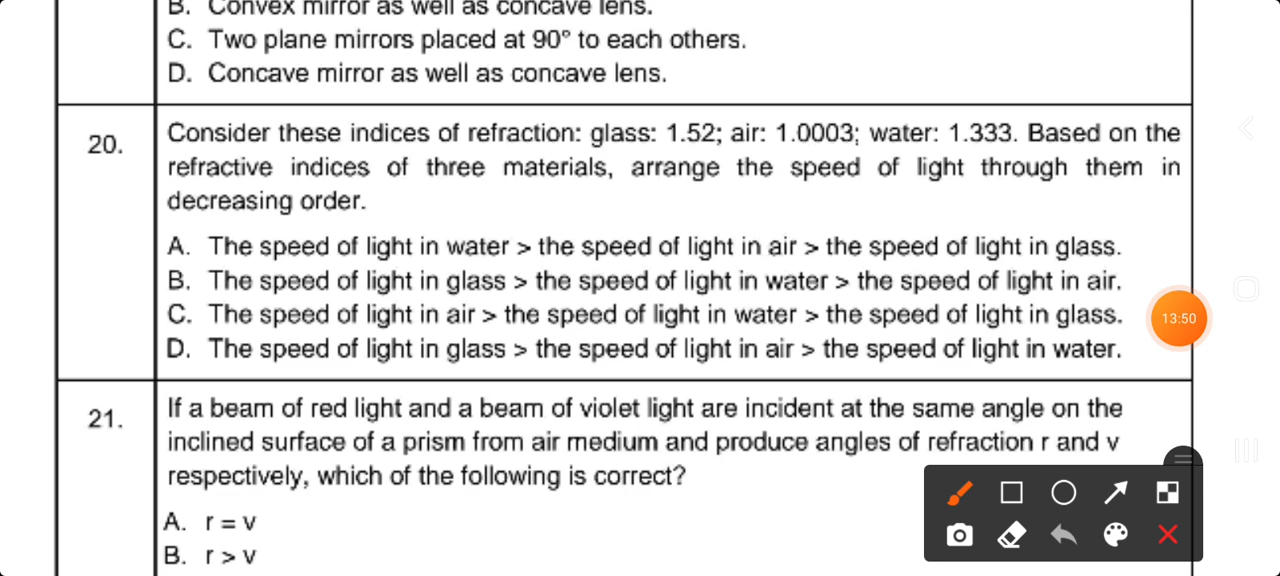 B. Convex mirror as well as concave lens.
C. Two plane mirrors placed at 90° to each others.
D. Concave mirror as well as concave lens.
20.
Consider these indices of refraction: glass: 1.52; air: 1.0003; water: 1.333. Based on the
refractive indices of three materials, arrange the speed of light through them in
decreasing order.
A. The speed of light in water > the speed of light in air > the speed of light in glass.
B. The speed of light in glass > the speed of light in water > the speed of light in air.
C. The speed of light in air > the speed of light in water > the speed of light in glass.
D. The speed of light in glass > the speed of light in air > the speed of light in water.
13:50
21.
If a beam of red light and a beam of violet light are incident at the same angle on the
inclined surface of a prism from air medium and produce angles of refraction r and v
respectively, which of the following is correct?
A. r = v
B. r > v